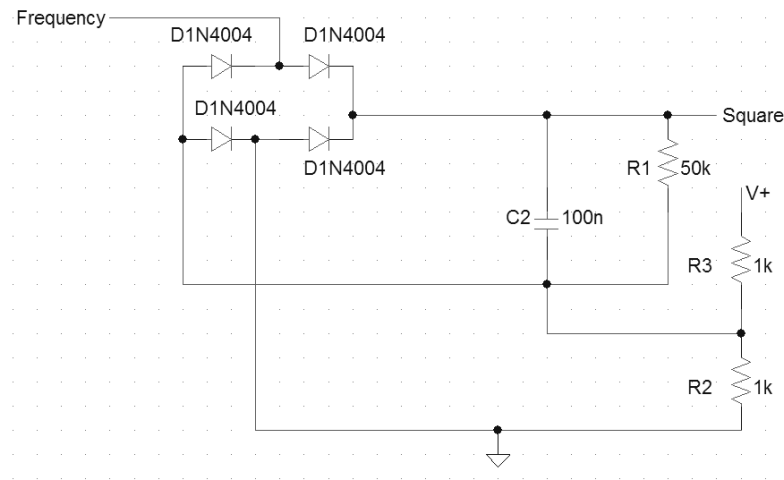 Frequency
D1N4004
D1N4004
D1N4004
D1N4004
Square
R1
50k
V+
C2
100n
R3
1k
R2
1k